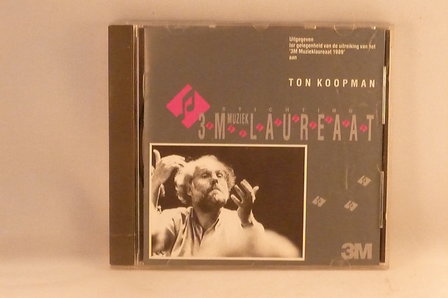 Uitgegeven
ter gelegenheid van de uitreiking van het
'3M Muzieklaureaat 1989'
aan
TON KOOPMAN
STICHTING
3M MUZIEK LAUREAAT
3M